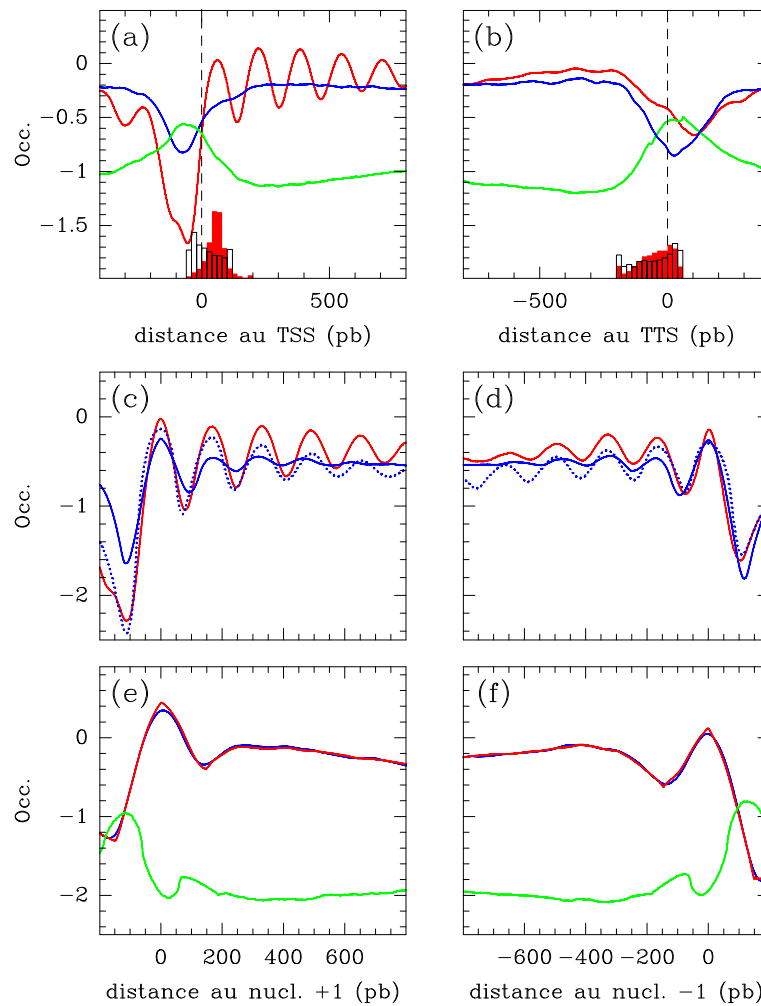 (a)
(b)
0
−0.5
−1
−1.5
Occ.
0
500
−500
0
distance au TSS (pb)
distance au TTS (pb)
(c)
(d)
0
−1
−2
Occ.
(e)
(f)
0
−1
−2
Occ.
0 200 400 600
−600 −400 −200 0
distance au nucl. +1 (pb)
distance au nucl. −1 (pb)